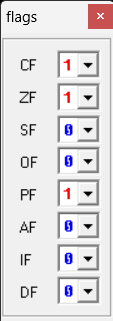 flags
CF 1
ZF 1
SF 0
OF 0
PF 1
AF 0
IF 0
DF 0